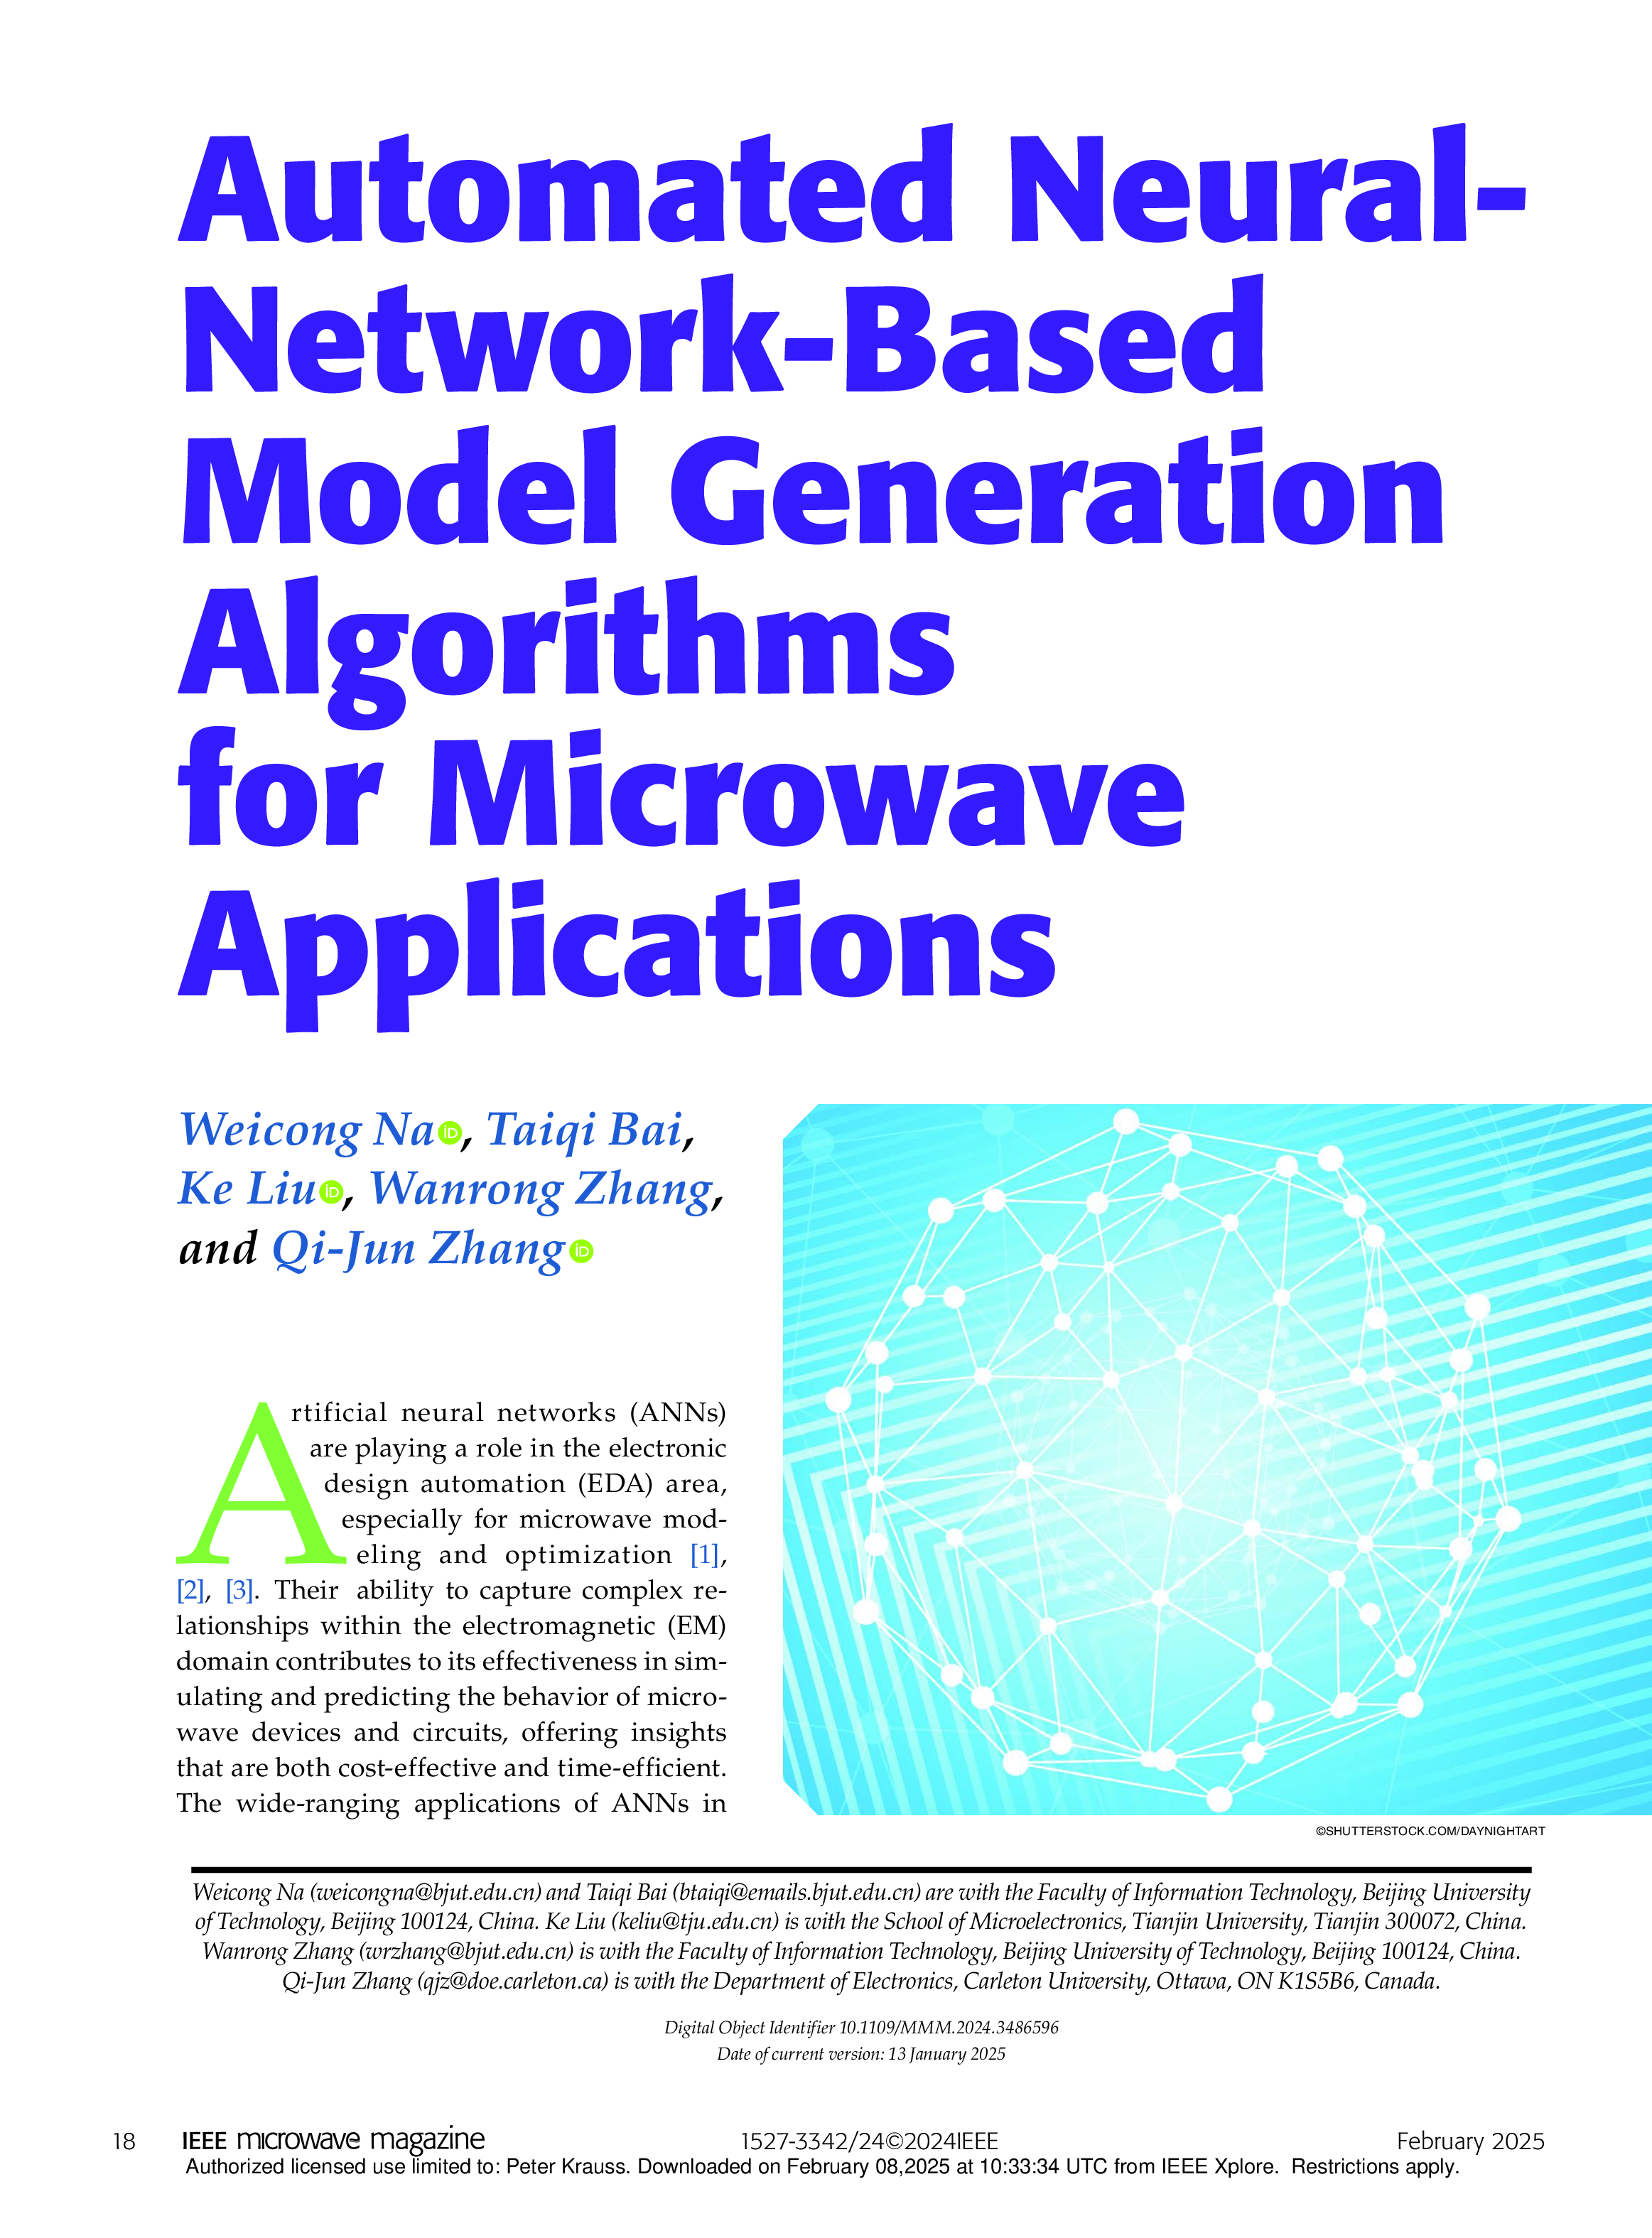 Automated Neural-
Network-Based
Model Generation
Algorithms
for Microwave
Applications
Weicong Na iD, Taiqi Bai,
Ke Liu iD, Wanrong Zhang,
and Qi-Jun Zhang iD
Artificial neural networks (ANNs)
are playing a role in the electronic
design automation (EDA) area,
especially for microwave mod-
eling and optimization [1],
[2], [3]. Their ability to capture complex re-
lationships within the electromagnetic (EM)
domain contributes to its effectiveness in sim-
ulating and predicting the behavior of micro-
wave devices and circuits, offering insights
that are both cost-effective and time-efficient.
The wide-ranging applications of ANNs in
©SHUTTERSTOCK.COM/DAYNIGHTART
Weicong Na (weicongna@bjut.edu.cn) and Taiqi Bai (btaiqi@emails.bjut.edu.cn) are with the Faculty of Information Technology, Beijing University
of Technology, Beijing 100124, China. Ke Liu (keliu@tju.edu.cn) is with the School of Microelectronics, Tianjin University, Tianjin 300072, China.
Wanrong Zhang (wrzhang@bjut.edu.cn) is with the Faculty of Information Technology, Beijing University of Technology, Beijing 100124, China.
Qi-Jun Zhang (qjz@doe.carleton.ca) is with the Department of Electronics, Carleton University, Ottawa, ON K1S5B6, Canada.
Digital Object Identifier 10.1109/MMM.2024.3486596
Date of current version: 13 January 2025
18 IEEE microwave magazine 1527-3342/24©2024IEEE February 2025
Authorized licensed use limited to: Peter Krauss. Downloaded on February 08,2025 at 10:33:34 UTC from IEEE Xplore. Restrictions apply.